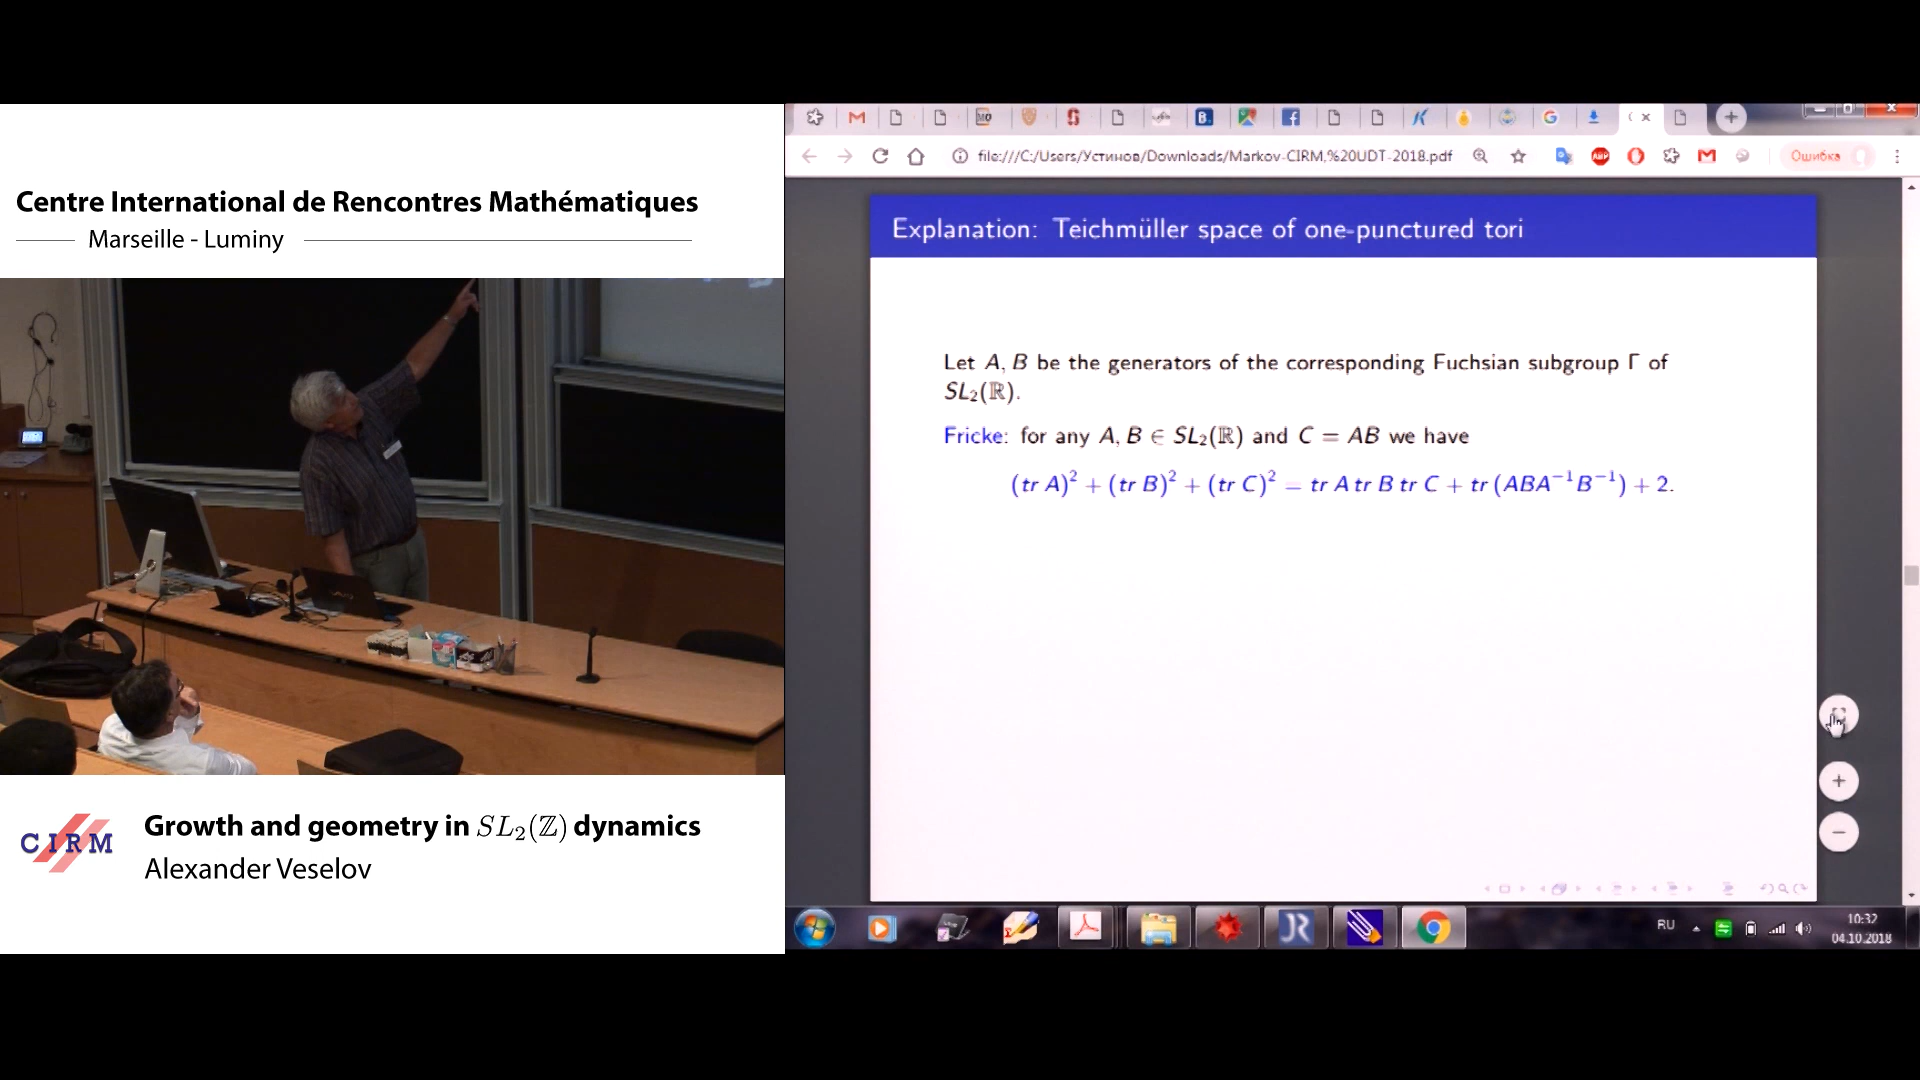 Centre International de Rencontres Mathématiques
Marseille - Luminy
CIRM
Growth and geometry in SL₂(ℤ) dynamics
Alexander Veselov
file:///C:/Users/Устинов/Downloads/Markov-CIRM,%20UDT-2018.pdf
ABP
Ошибка
Explanation: Teichmüller space of one-punctured tori
Let A, B be the generators of the corresponding Fuchsian subgroup Γ of
SL₂(ℝ).
Fricke: for any A, B ∈ SL₂(ℝ) and C = AB we have
(tr A)² + (tr B)² + (tr C)² = tr A tr B tr C + tr (ABA⁻¹B⁻¹) + 2.
RU
10:32
04.10.2018